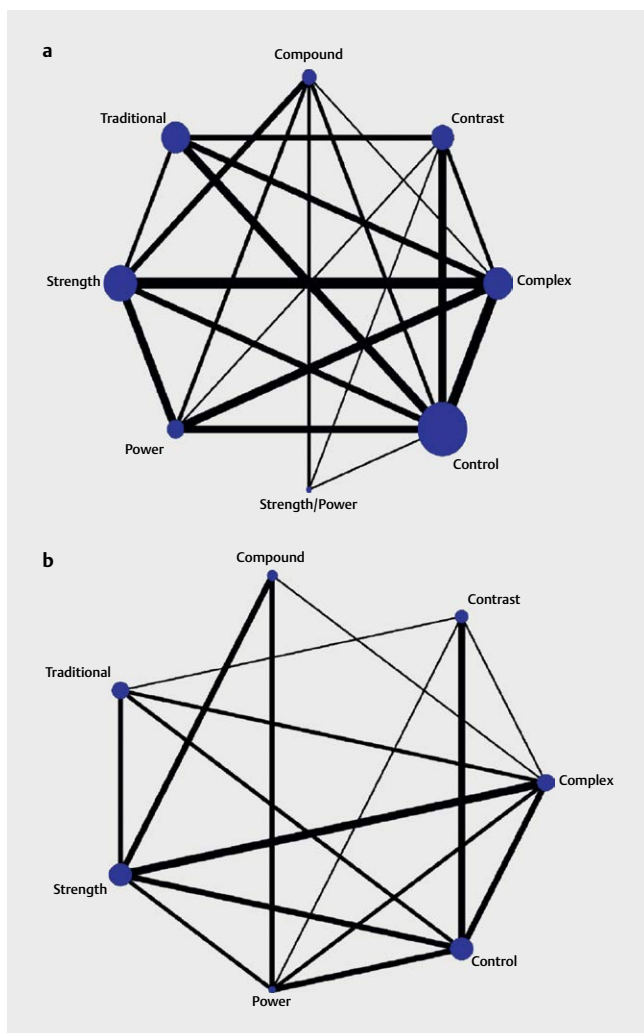 a
Compound
Traditional
Contrast
Strength
Complex
Power
Control
Strength/Power
b
Compound
Contrast
Traditional
Complex
Strength
Control
Power